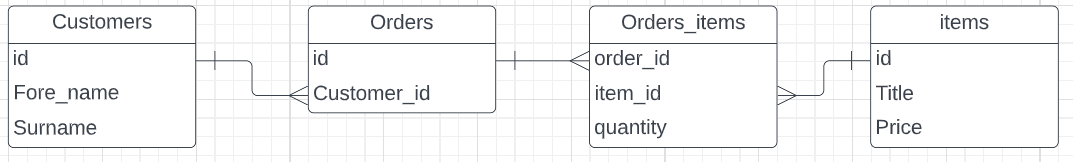 Customers
id
Fore_name
Surname
Orders
id
Customer_id
Orders_items
order_id
item_id
quantity
items
id
Title
Price